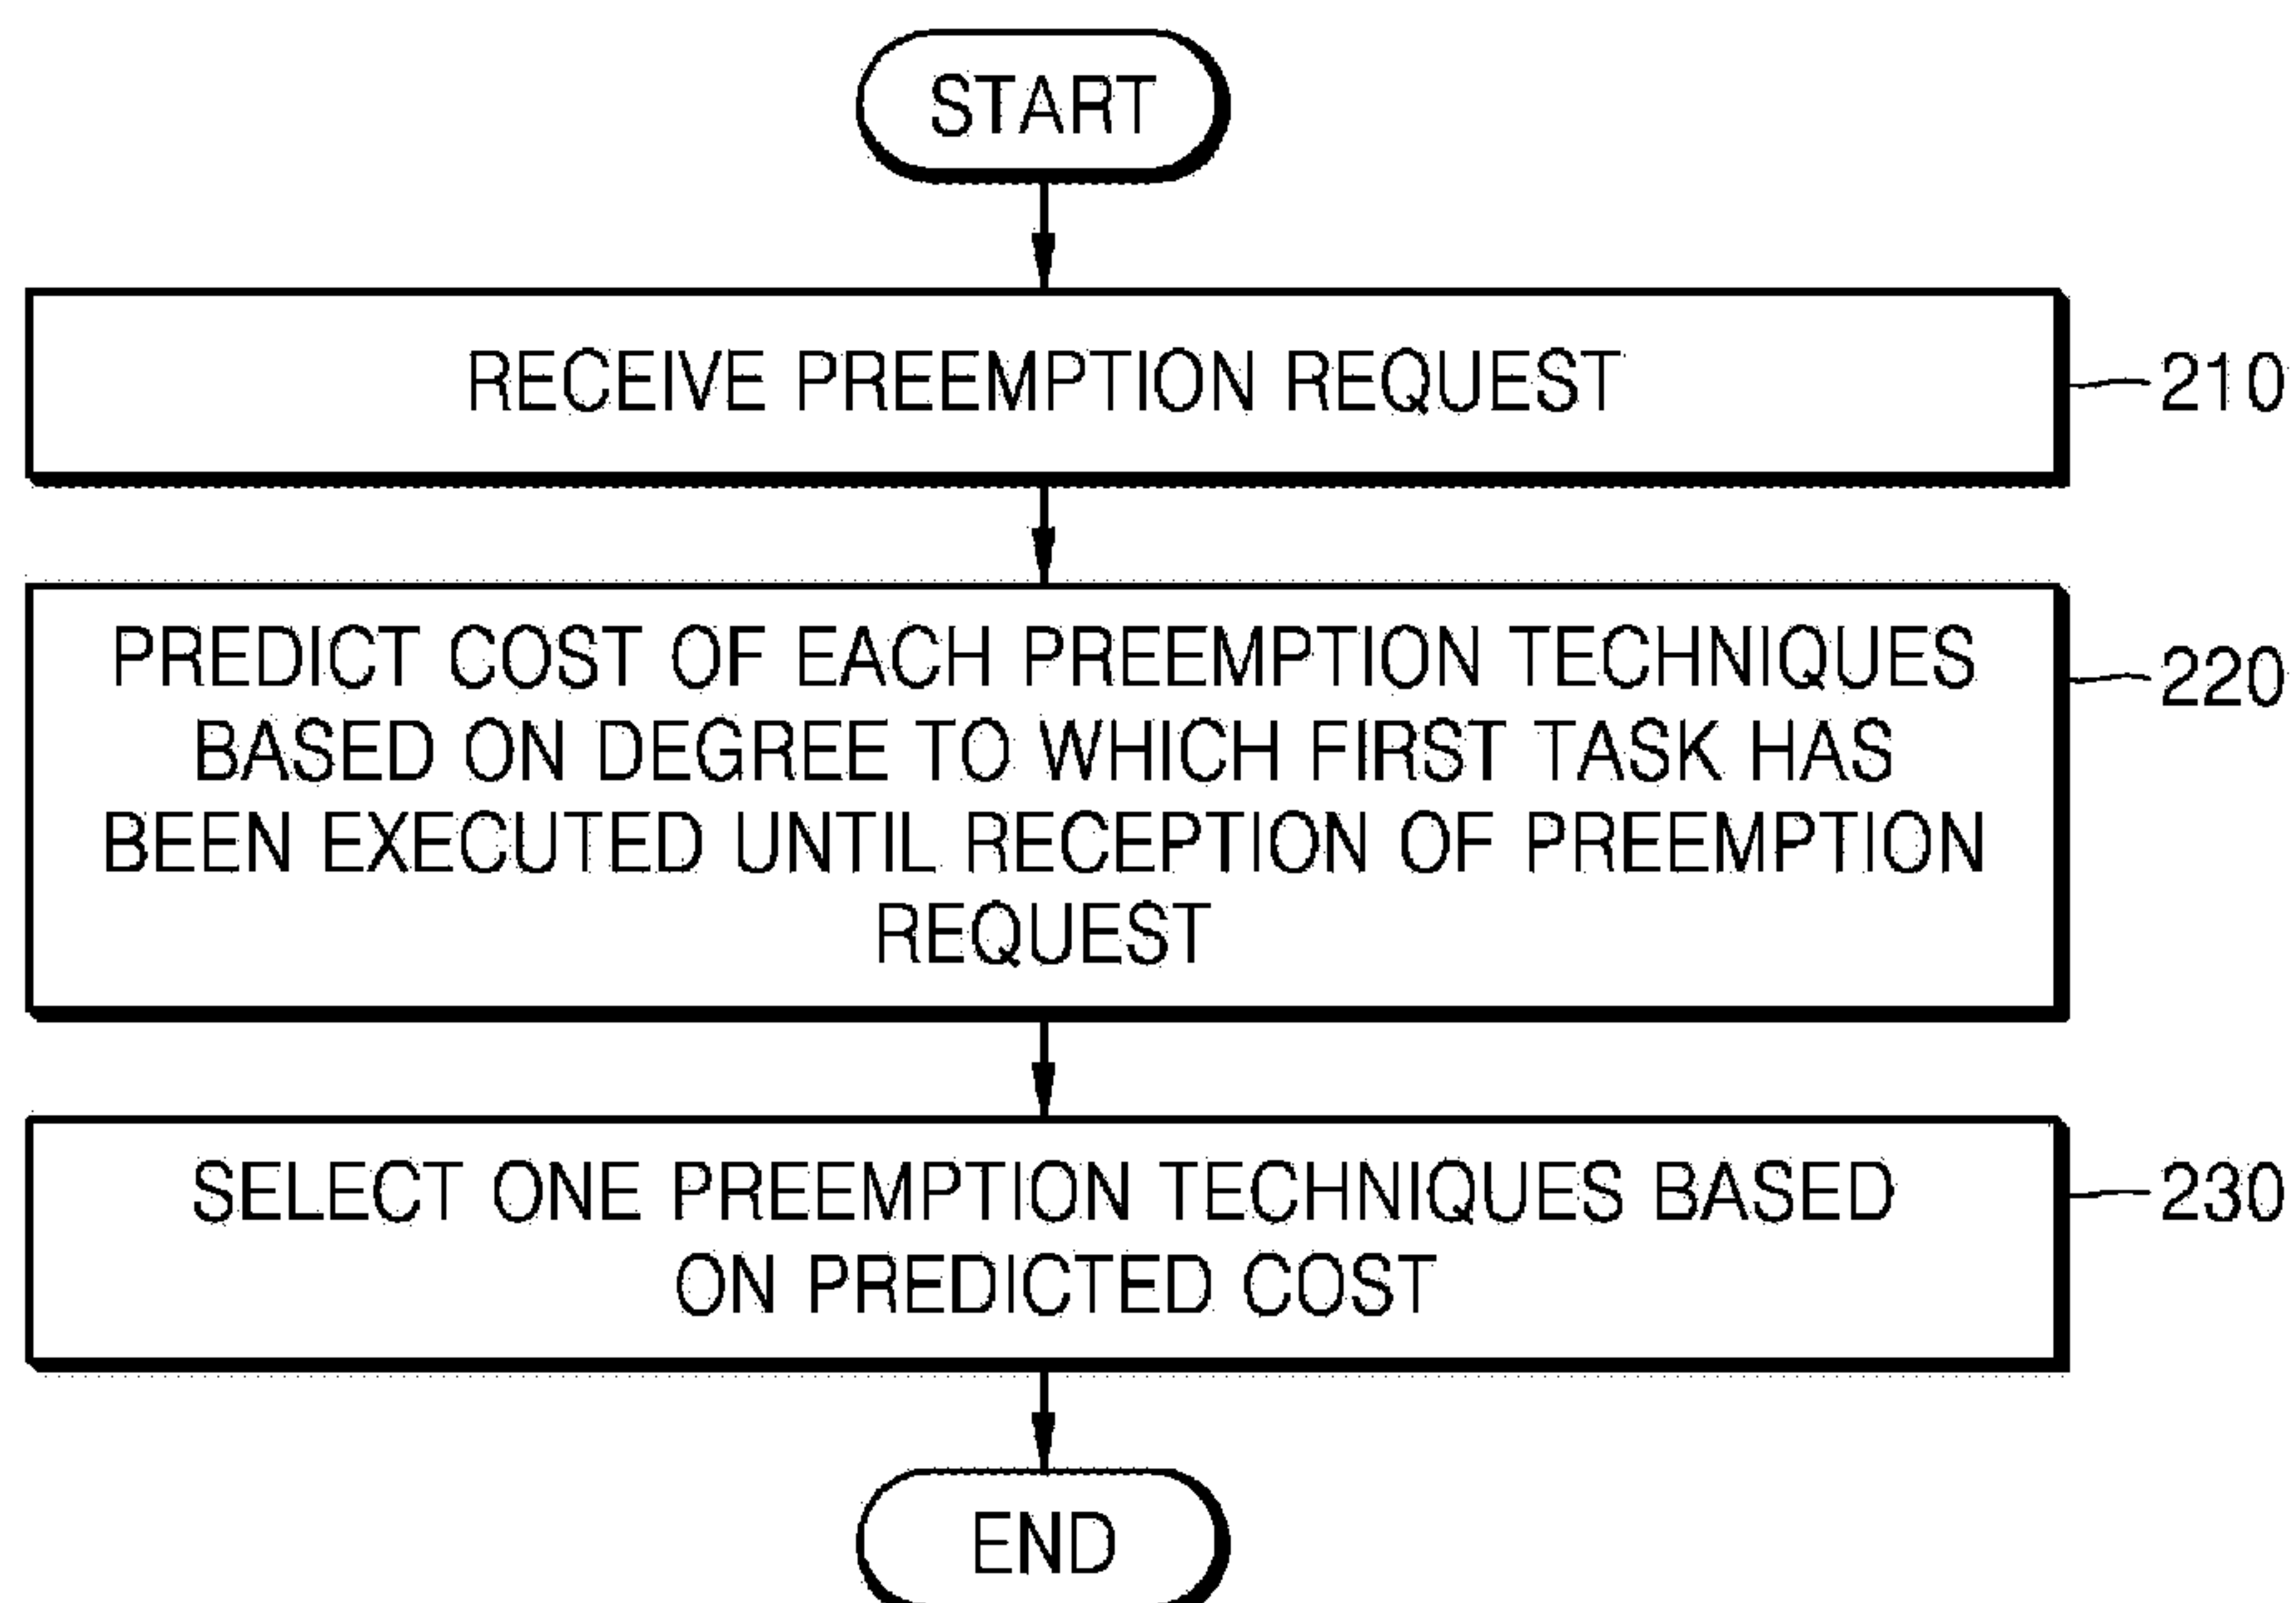 START
RECEIVE PREEMPTION REQUEST
210
PREDICT COST OF EACH PREEMPTION TECHNIQUES
220
BASED ON DEGREE TO WHICH FIRST TASK HAS
BEEN EXECUTED UNTIL RECEPTION OF PREEMPTION
REQUEST
SELECT ONE PREEMPTION TECHNIQUES BASED
230
ON PREDICTED COST
END